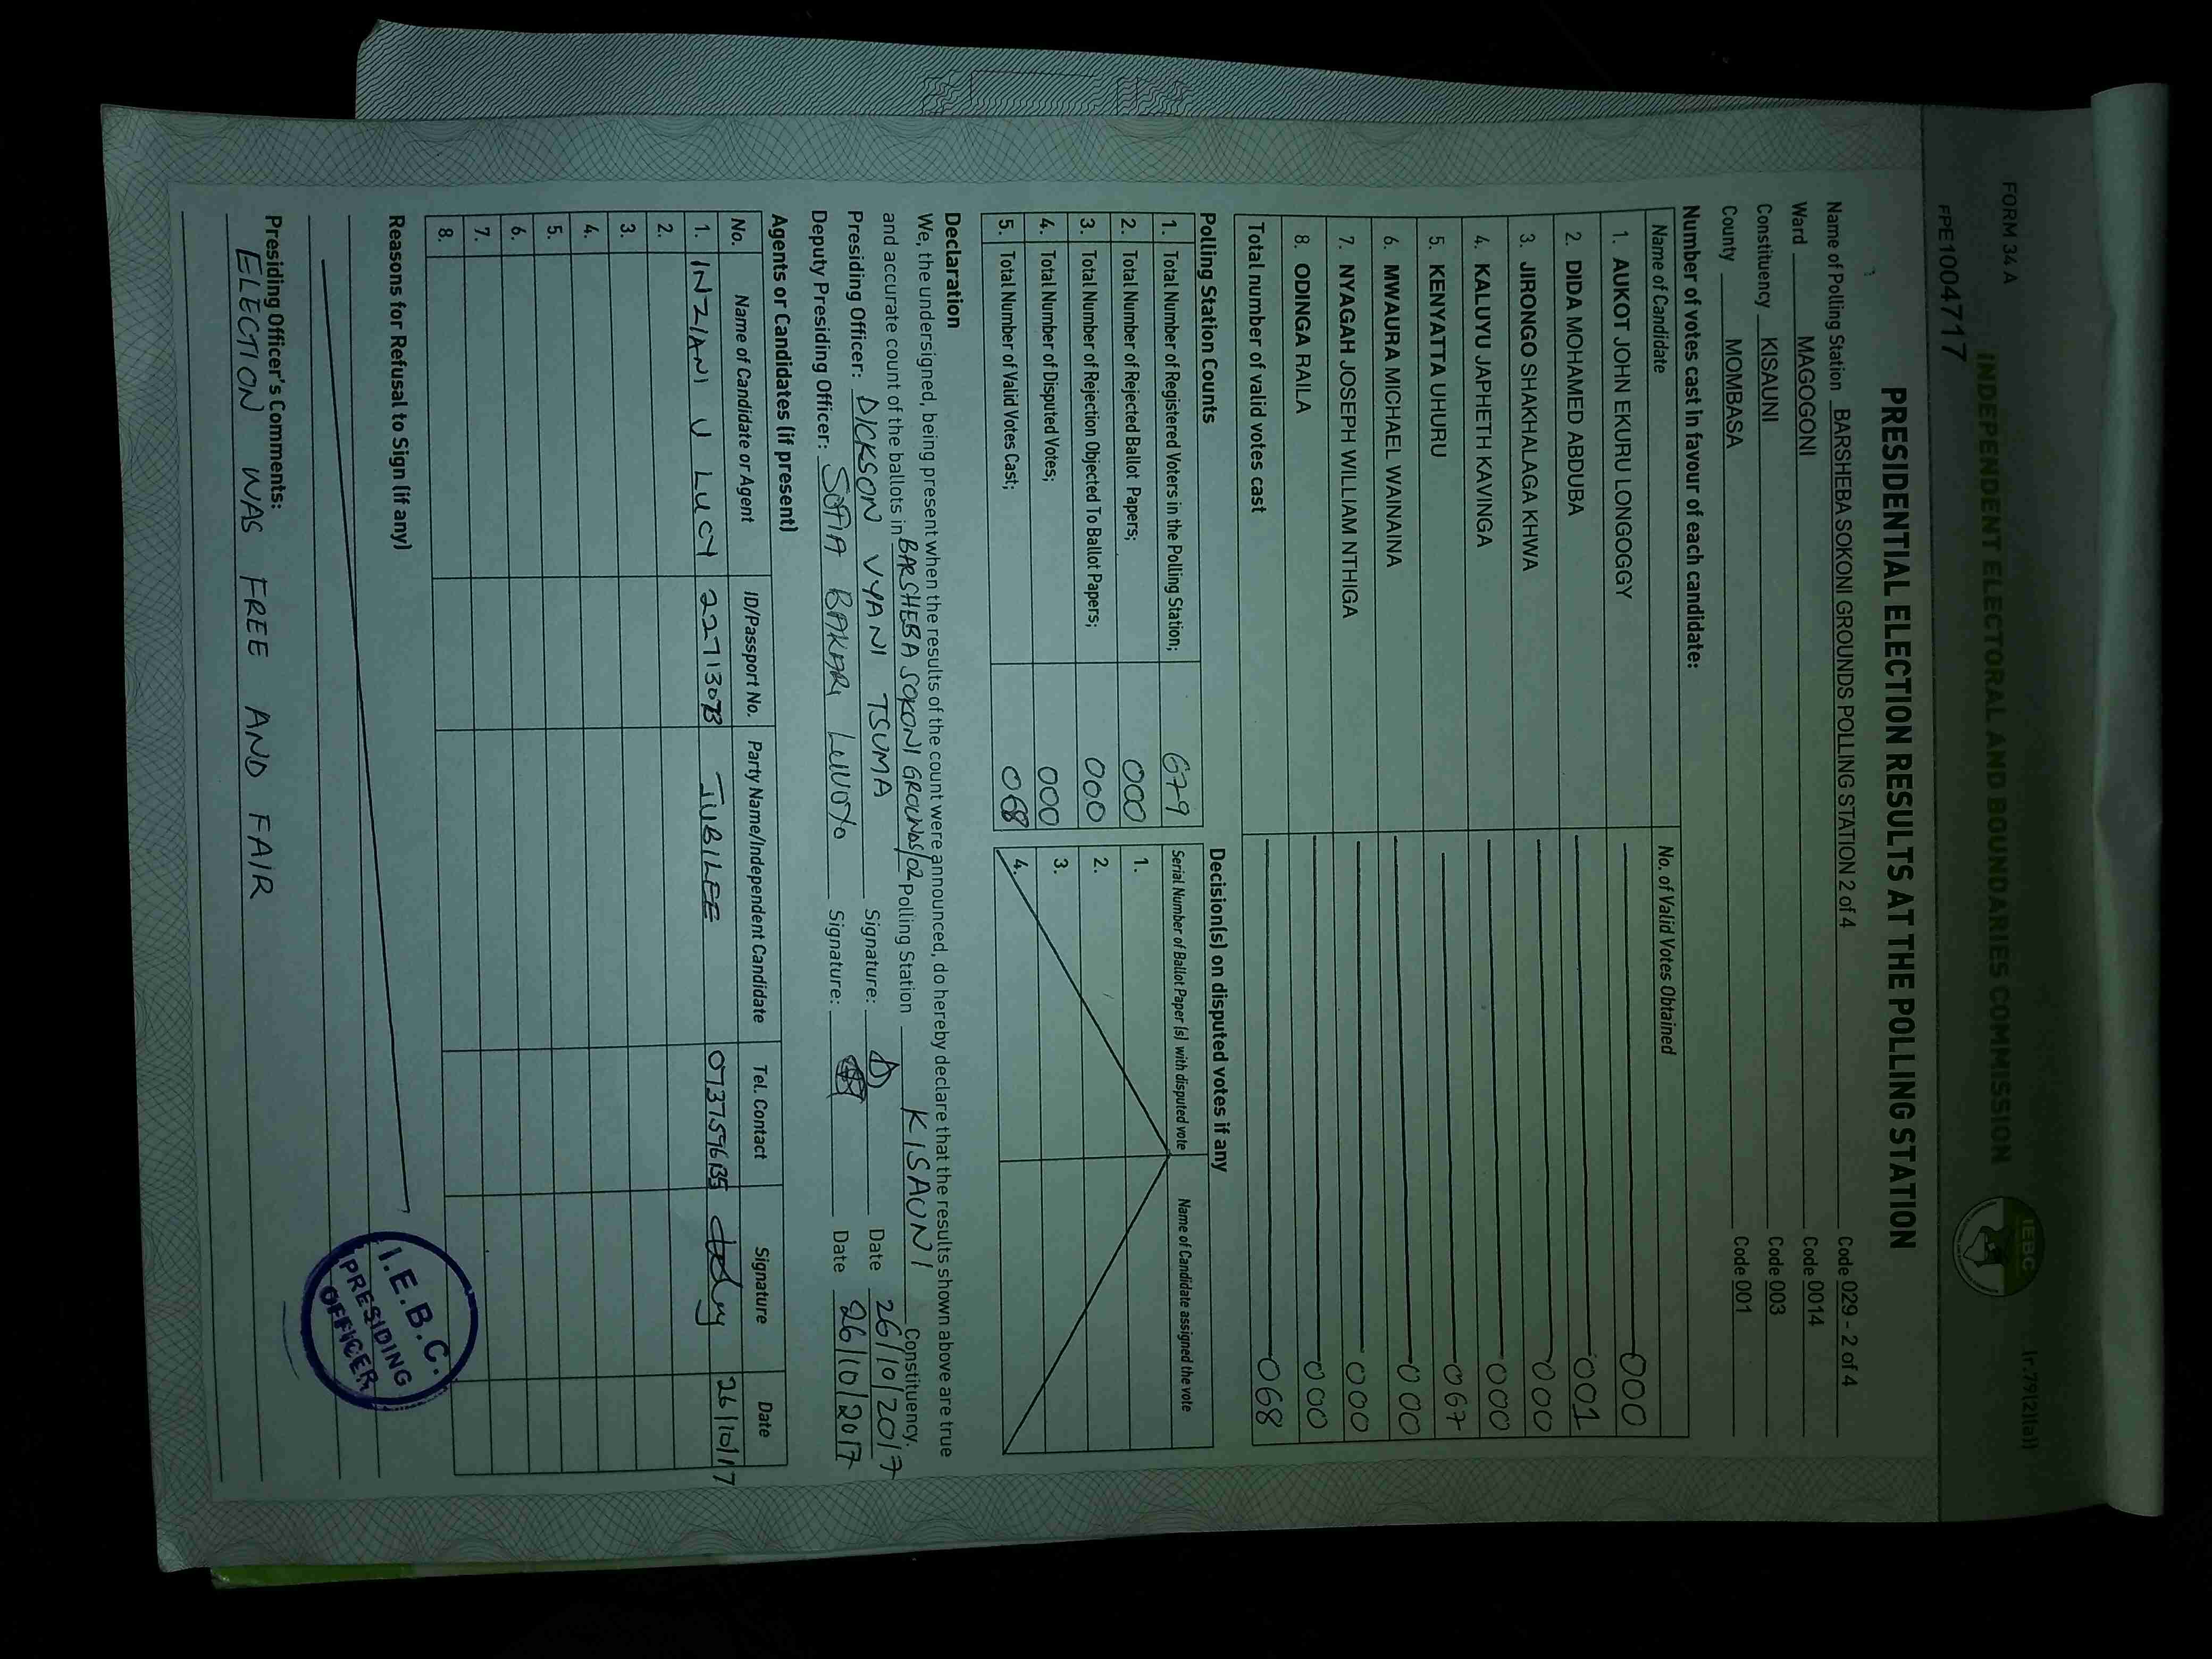 FORM 34 A
INDEPENDENT ELECTORAL AND BOUNDARIES COMMISSION
IEBC
(r.79(2)(a))
FPE1004717
PRESIDENTIAL ELECTION RESULTS AT THE POLLING STATION
Name of Polling Station BARSHEBA SOKONI GROUNDS POLLING STATION 2 of 4 Code 029 - 2 of 4
Ward MAGOGONI Code 0014
Constituency KISAUNI Code 003
County MOMBASA Code 001
Number of votes cast in favour of each candidate:
Name of Candidate No. of Valid Votes Obtained
1. AUKOT JOHN EKURU LONGOGGY 000
2. DIDA MOHAMED ABDUBA 001
3. JIRONGO SHAKHALAGA KHWA 000
4. KALUYU JAPHETH KAVINGA 000
5. KENYATTA UHURU 067
6. MWAURA MICHAEL WAINAINA 000
7. NYAGAH JOSEPH WILLIAM NTHIGA 000
8. ODINGA RAILA 000
Total number of valid votes cast 068
Polling Station Counts
1. Total Number of Registered Voters in the Polling Station; 679
2. Total Number of Rejected Ballot Papers; 000
3. Total Number of Rejection Objected To Ballot Papers; 000
4. Total Number of Disputed Votes; 000
5. Total Number of Valid Votes Cast; 068
Decision(s) on disputed votes if any
Serial Number of Ballot Paper (s) with disputed vote Name of Candidate assigned the vote
1.
2.
3.
4.
Declaration
We, the undersigned, being present when the results of the count were announced, do hereby declare that the results shown above are true
and accurate count of the ballots in BARSHEBA SOKONI GROUNDS/02 Polling Station KISAUNI Constituency.
Presiding Officer: DICKSON VYANI TSUMA Signature: Date 26/10/2017
Deputy Presiding Officer: SOFIA BAKARI Signature: Date 26/10/2017
Agents or Candidates (if present)
No. Name of Candidate or Agent ID/Passport No. Party Name/Independent Candidate Tel. Contact Signature Date
1. INZIANI U LUCY JUBILEE 26/10/17
2.
3.
4.
5.
6.
7.
8.
Reasons for Refusal to Sign (if any)
I.E.B.C.
PRESIDING
OFFICER
Presiding Officer's Comments:
ELECTION WAS FREE AND FAIR